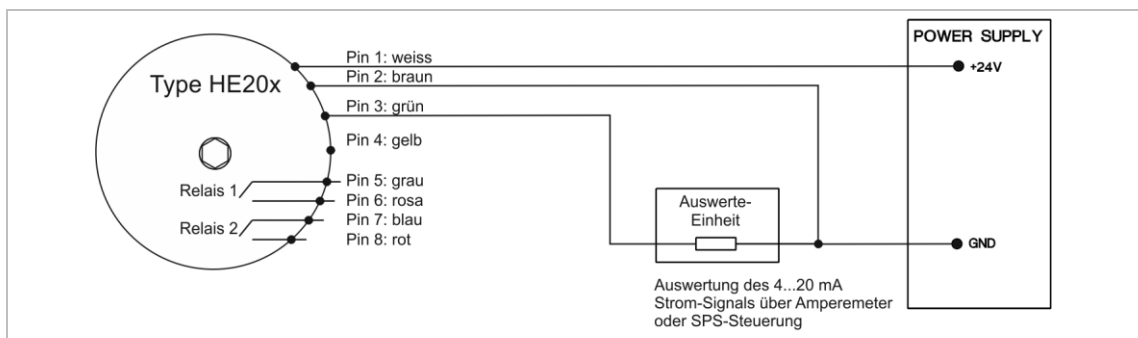 POWER SUPPLY
Type HE20x
Pin 1: weiss
+24V
Pin 2: braun
Pin 3: grün
Pin 4: gelb
Relais 1
Pin 5: grau
Pin 6: rosa
Relais 2
Pin 7: blau
Pin 8: rot
Auswerte-
Einheit
GND
Auswertung des 4...20 mA
Strom-Signals über Amperemeter
oder SPS-Steuerung